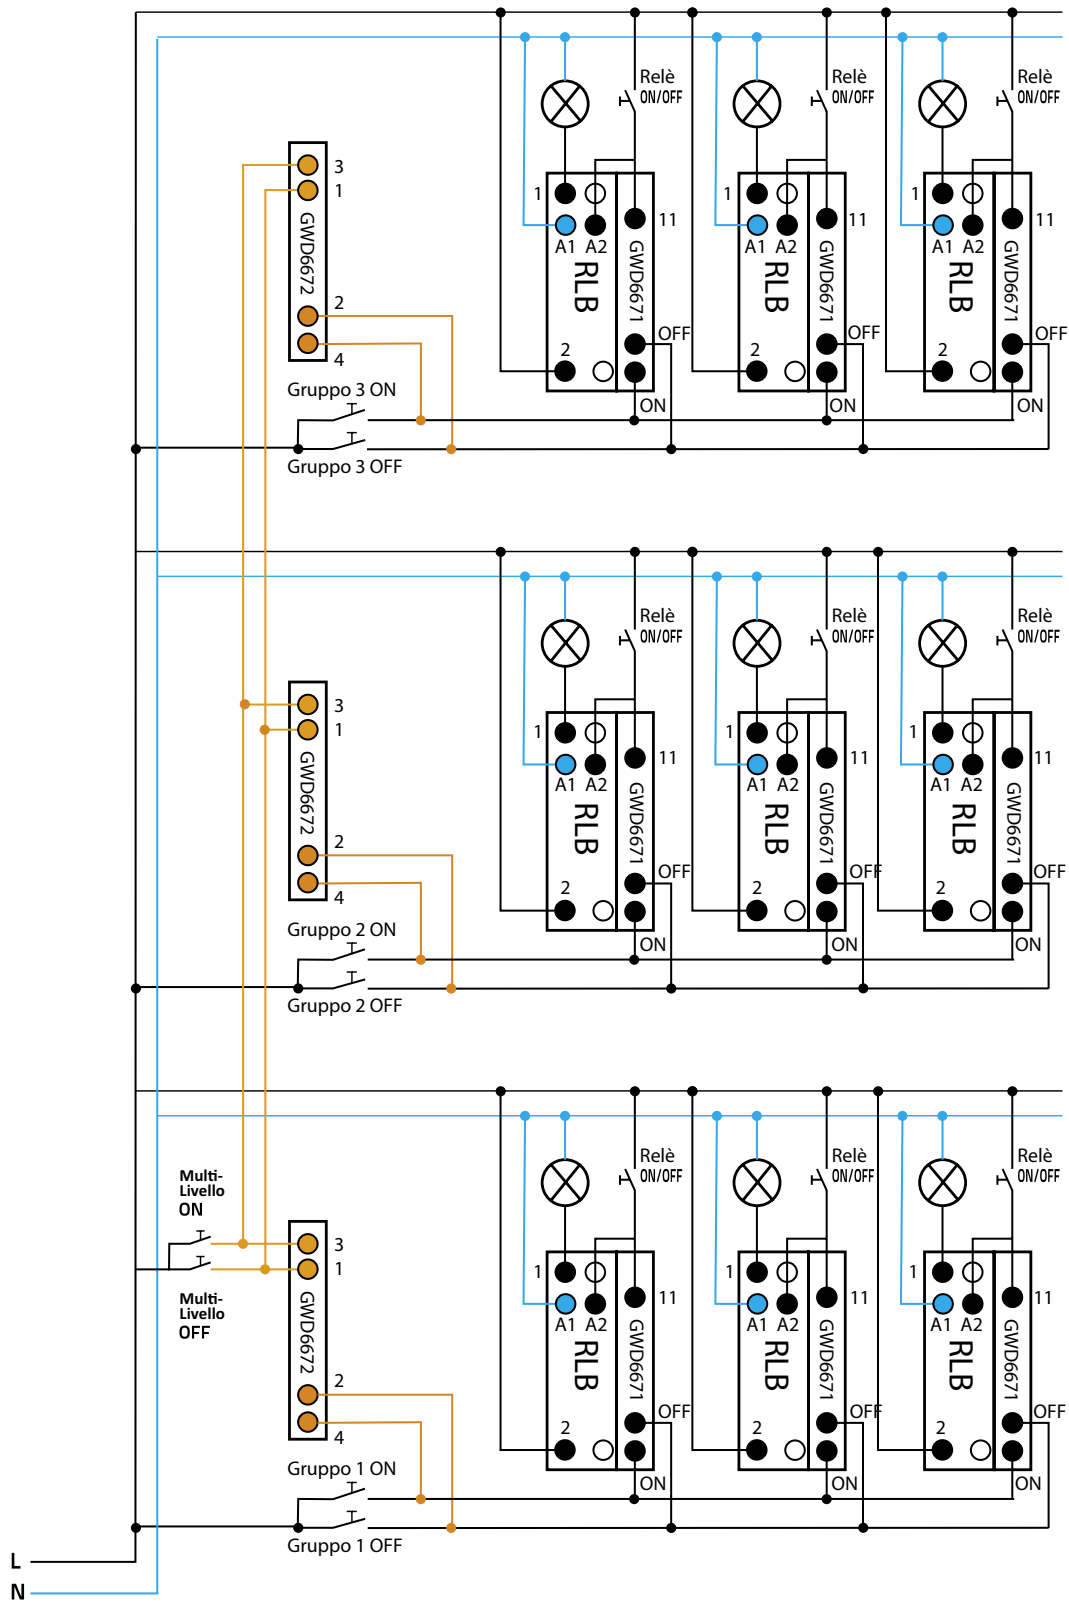 Relè
ON/OFF
Relè
ON/OFF
Relè
ON/OFF
3
1
GWD6672
2
4
1
11
A1 A2
RLB
GWD6671
OFF
2
ON
1
11
A1 A2
RLB
GWD6671
OFF
2
ON
1
11
A1 A2
RLB
GWD6671
OFF
2
ON
Gruppo 3 ON
Gruppo 3 OFF
Relè
ON/OFF
Relè
ON/OFF
Relè
ON/OFF
3
1
GWD6672
2
4
1
11
A1 A2
RLB
GWD6671
OFF
2
ON
1
11
A1 A2
RLB
GWD6671
OFF
2
ON
1
11
A1 A2
RLB
GWD6671
OFF
2
ON
Gruppo 2 ON
Gruppo 2 OFF
Relè
ON/OFF
Relè
ON/OFF
Relè
ON/OFF
Multi-
Livello
ON
Multi-
Livello
OFF
3
1
GWD6672
2
4
1
11
A1 A2
RLB
GWD6671
OFF
2
ON
1
11
A1 A2
RLB
GWD6671
OFF
2
ON
1
11
A1 A2
RLB
GWD6671
OFF
2
ON
Gruppo 1 ON
Gruppo 1 OFF
L
N